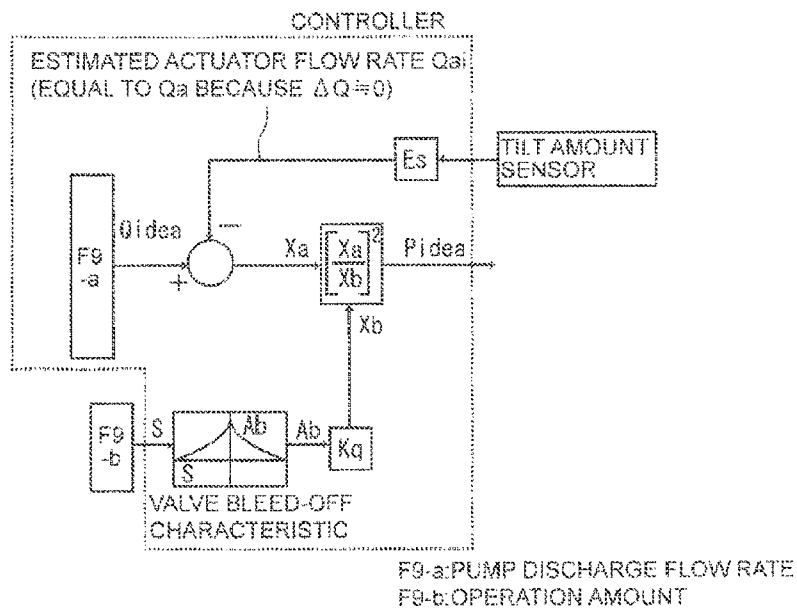 CONTROLLER
ESTIMATED ACTUATOR FLOW RATE Qai
(EQUAL TO Qa BECAUSE ΔQ≒0)
Es
TILT AMOUNT
SENSOR
F9
-a
Qidea
−
+
Xa
[Xa/Xb]2
Pidea
Xb
F9
-b
S
Ab
S
Ab
Kq
VALVE BLEED-OFF
CHARACTERISTIC
F9-a:PUMP DISCHARGE FLOW RATE
F9-b:OPERATION AMOUNT